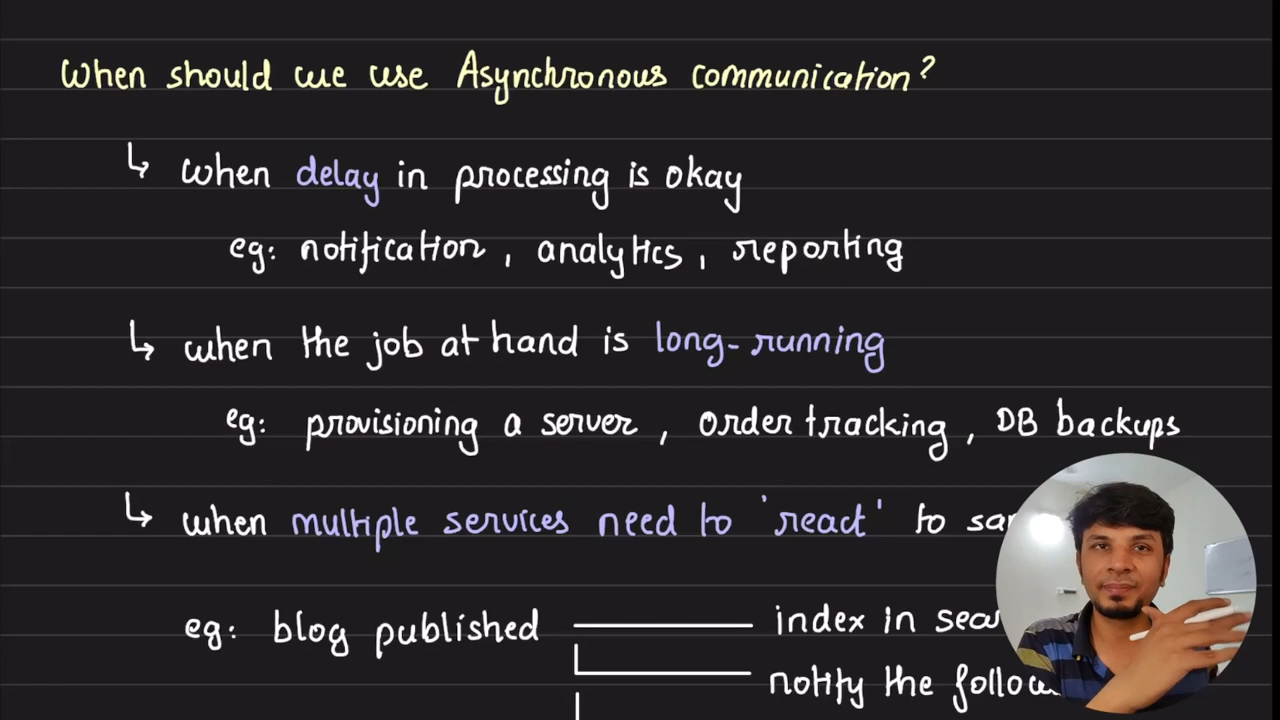 When should we use Asynchronous communication?
↳ when delay in processing is okay
eg: notification, analytics, reporting
↳ when the job at hand is long-running
eg: provisioning a server, order tracking, DB backups
↳ when multiple services need to 'react' to
eg: blog published
index in
notify the